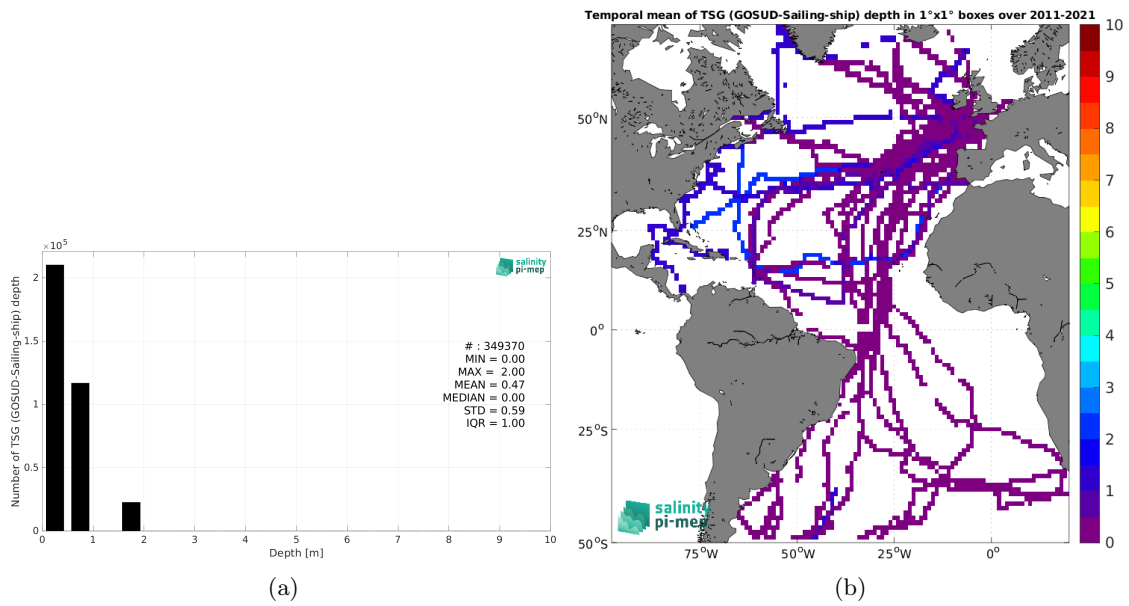 Temporal mean of TSG (GOSUD-Sailing-ship) depth in 1°x1° boxes over 2011-2021
×10⁵
2
1.5
1
0.5
0
Number of TSG (GOSUD-Sailing-ship) depth
salinity
pi-mep
# : 349370
MIN = 0.00
MAX = 2.00
MEAN = 0.47
MEDIAN = 0.00
STD = 0.59
IQR = 1.00
0 1 2 3 4 5 6 7 8 9 10
Depth [m]
(a)
50°N
25°N
0°
25°S
50°S
75°W 50°W 25°W 0°
salinity
pi-mep
10
9
8
7
6
5
4
3
2
1
0
(b)